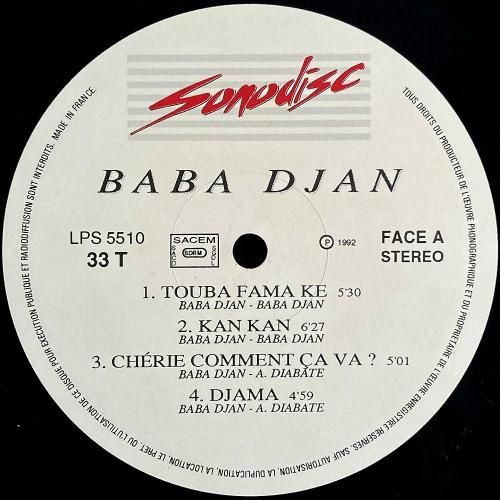 Sonodisc
BABA DJAN
LPS 5510
33 T
SACEM
SACD
SDRM
SGDL
Ⓟ 1992
FACE A
STEREO
1. TOUBA FAMA KE 5'30
BABA DJAN - BABA DJAN
2. KAN KAN 6'27
BABA DJAN - BABA DJAN
3. CHÉRIE COMMENT ÇA VA ? 5'01
BABA DJAN - A. DIABATE
4. DJAMA 4'59
BABA DJAN - A. DIABATE
TOUS DROITS DU PRODUCTEUR DE L'ŒUVRE PHONOGRAPHIQUE ET DU PROPRIETAIRE DE L'ŒUVRE ENREGISTREE RESERVES. SAUF AUTORISATION, LA DUPLICATION, LA LOCATION, LE PRET, OU L'UTILISATION DE CE DISQUE POUR EXECUTION PUBLIQUE ET RADIODIFFUSION SONT INTERDITS. MADE IN FRANCE.